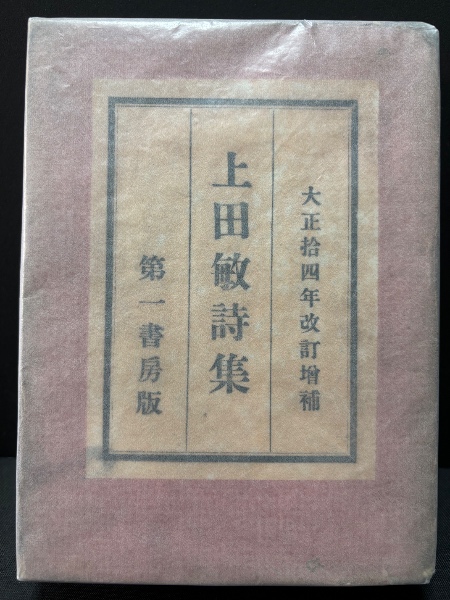 大正拾四年改訂増補
上田敏詩集
第一書房版